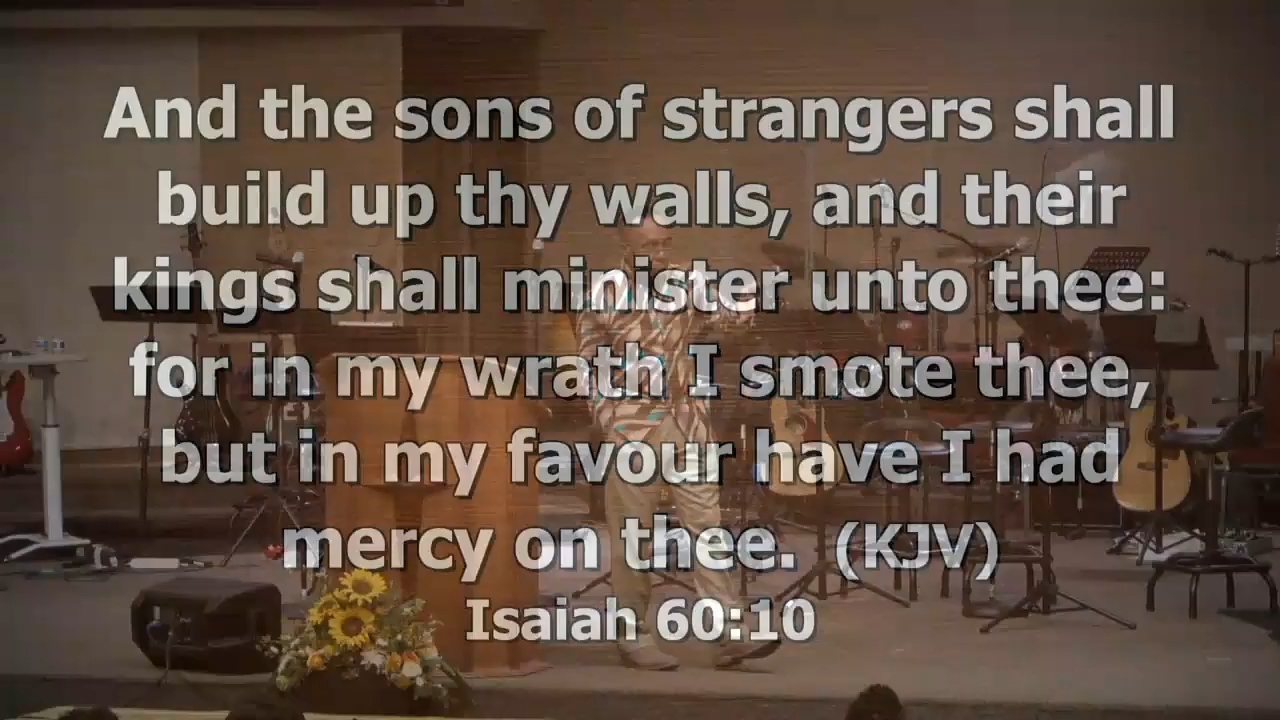 And the sons of strangers shall
build up thy walls, and their
kings shall minister unto thee:
for in my wrath I smote thee,
but in my favour have I had
mercy on thee. (KJV)
Isaiah 60:10